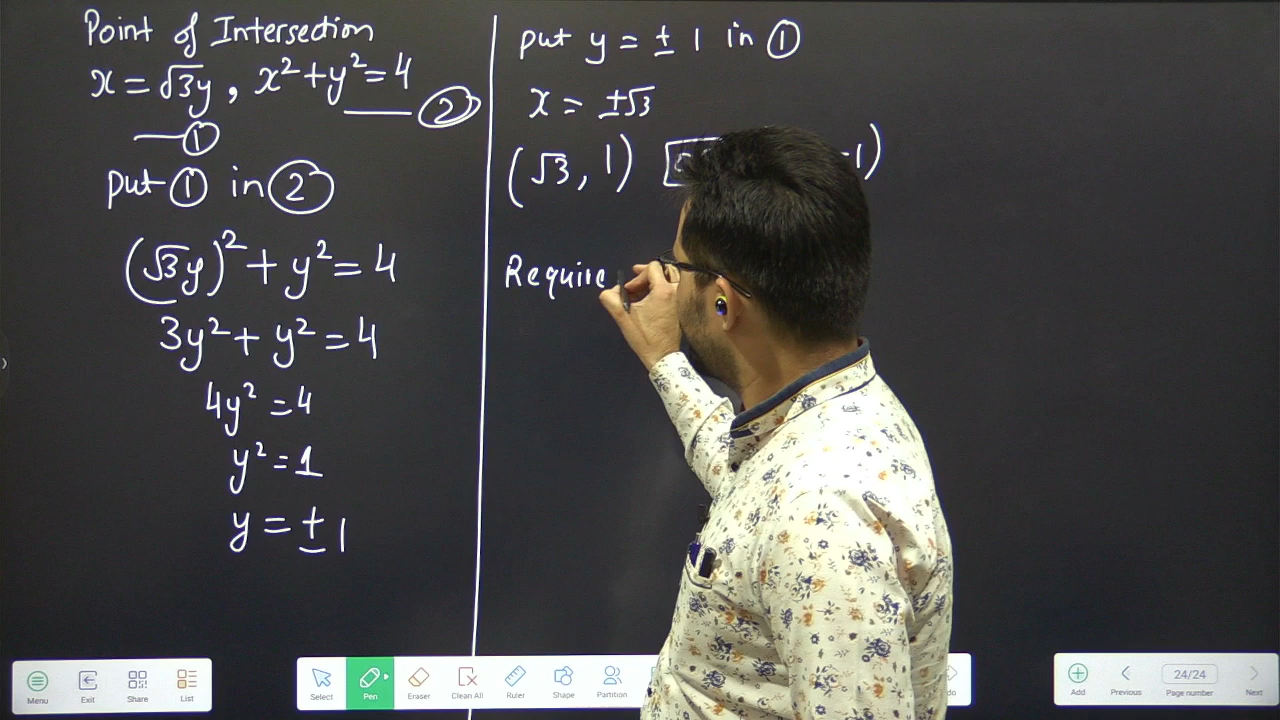 Point of Intersection
x = √3y , x² + y² = 4
—— ②
—— ①
put ① in ②
(√3y)² + y² = 4
3y² + y² = 4
4y² = 4
y² = 1
y = ± 1
put y = ± 1 in ①
x = ±√3
(√3, 1) -1)
Require
Menu
Exit
Share
List
Select
Pen
Eraser
Clean All
Ruler
Shape
Partition
Add
Previous
24/24
Page number
Next